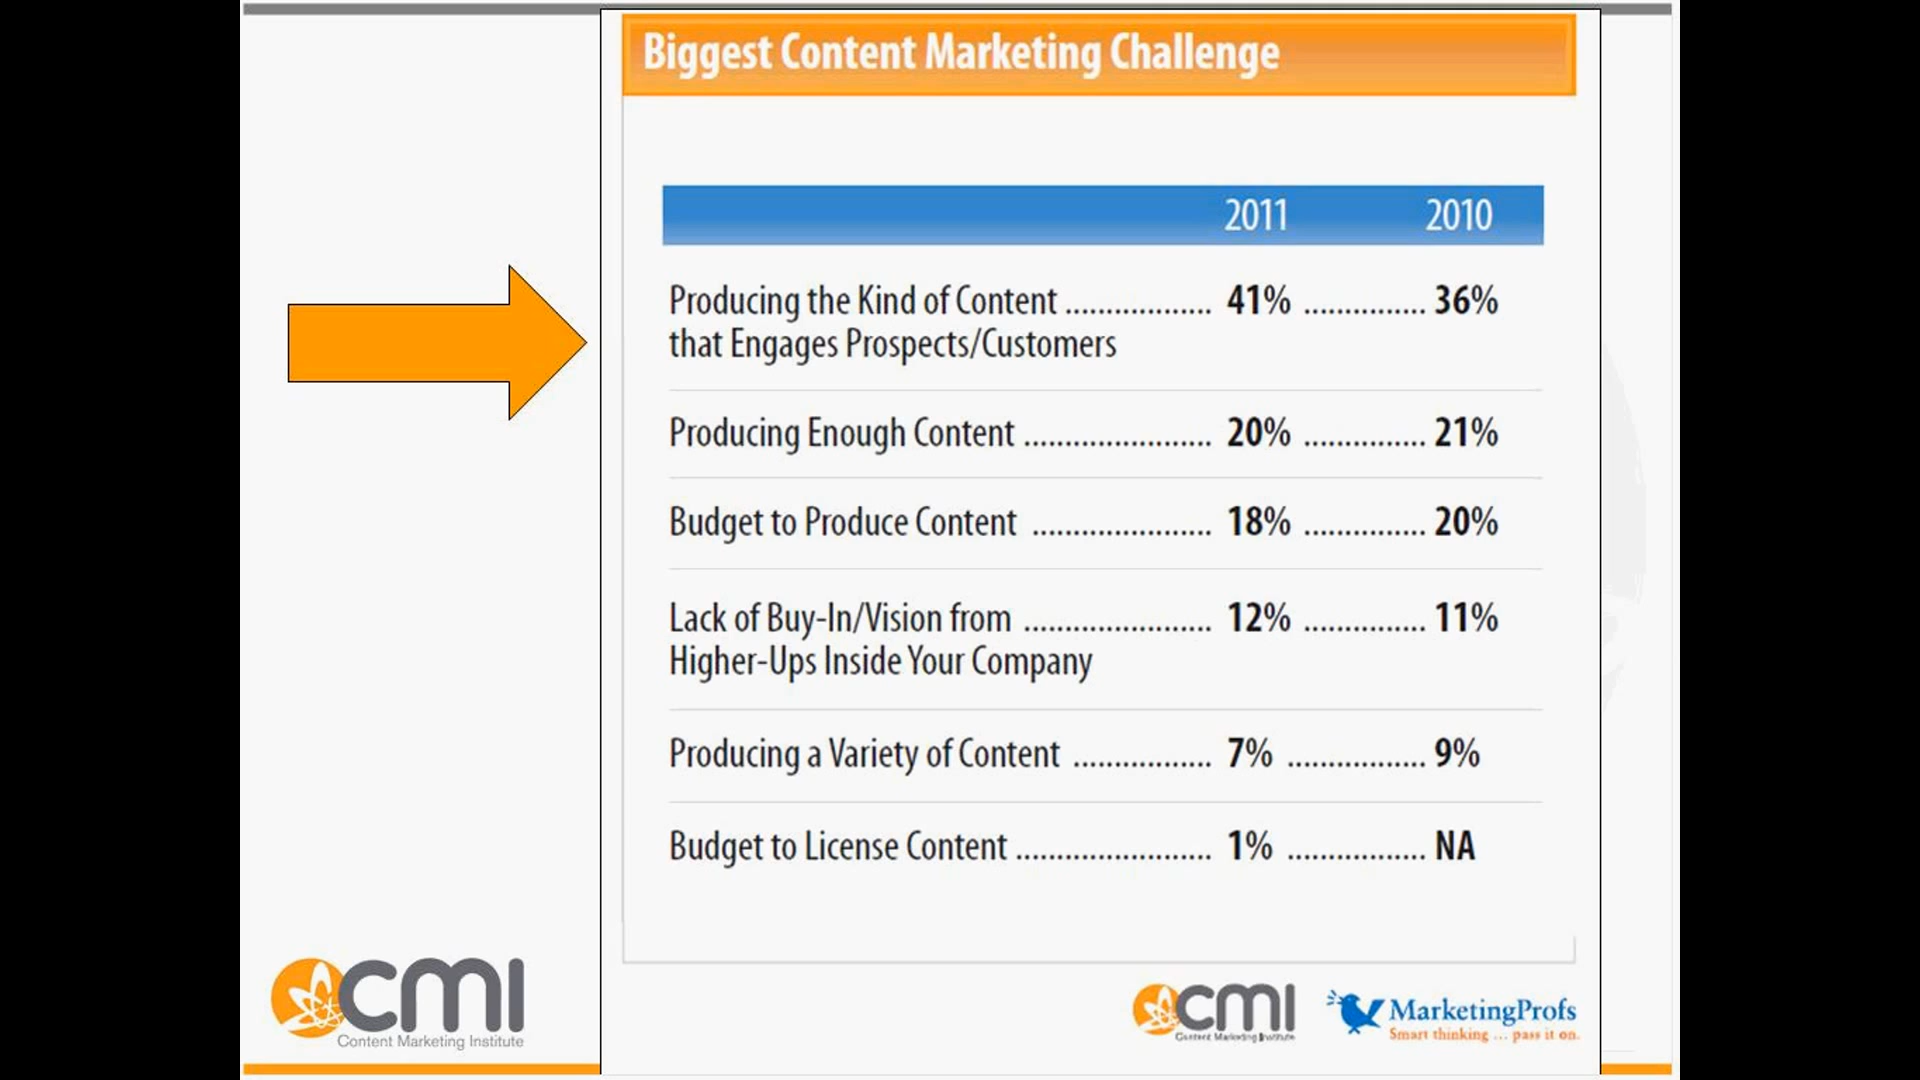 Biggest Content Marketing Challenge
2011 2010
Producing the Kind of Content .................. 41% ............... 36%
that Engages Prospects/Customers
Producing Enough Content ....................... 20% ............... 21%
Budget to Produce Content ...................... 18% ............... 20%
Lack of Buy-In/Vision from ....................... 12% ............... 11%
Higher-Ups Inside Your Company
Producing a Variety of Content ................. 7% ................. 9%
Budget to License Content ........................ 1% ................. NA
cmi
Content Marketing Institute
cmi
Content Marketing Institute
MarketingProfs
Smart thinking ... pass it on.